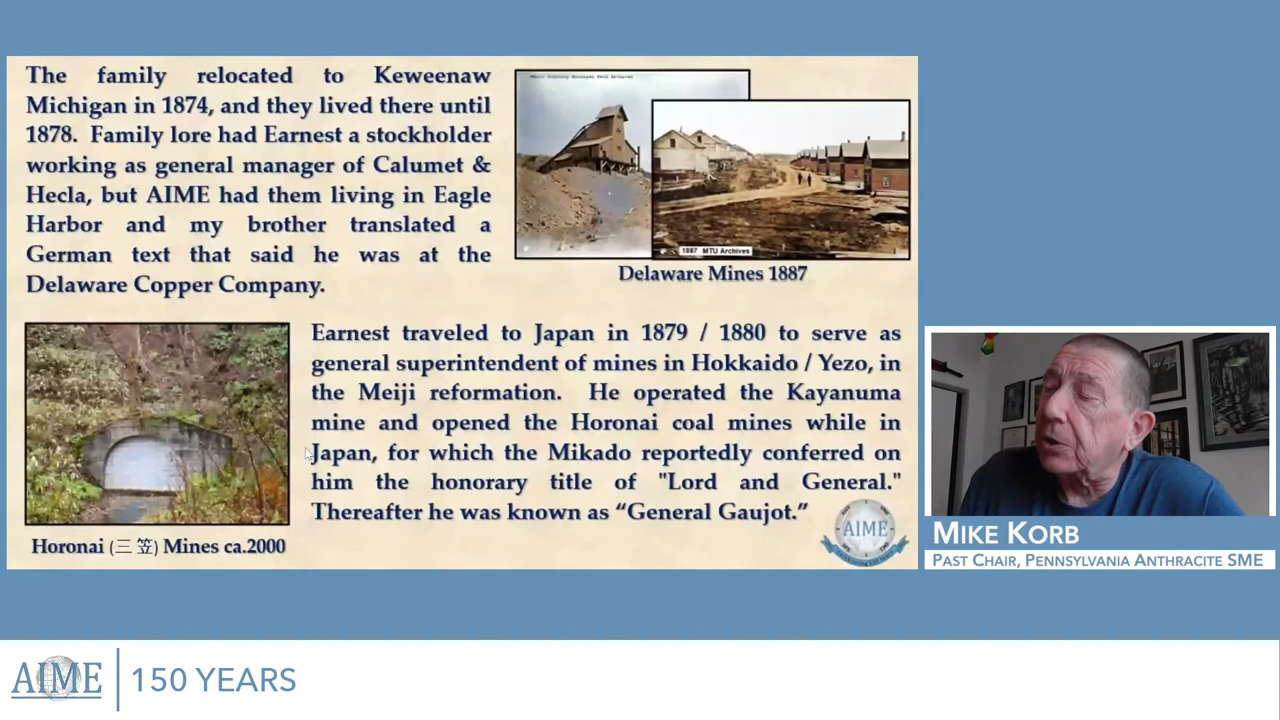 The family relocated to Keweenaw
Michigan in 1874, and they lived there until
1878. Family lore had Earnest a stockholder
working as general manager of Calumet &
Hecla, but AIME had them living in Eagle
Harbor and my brother translated a
German text that said he was at the
Delaware Copper Company.
1887 MTU Archives
Delaware Mines 1887
Earnest traveled to Japan in 1879 / 1880 to serve as
general superintendent of mines in Hokkaido / Yezo, in
the Meiji reformation. He operated the Kayanuma
mine and opened the Horonai coal mines while in
Japan, for which the Mikado reportedly conferred on
him the honorary title of "Lord and General."
Thereafter he was known as “General Gaujot.”
Horonai (三 笠) Mines ca.2000
AIME
MIKE KORB
PAST CHAIR, PENNSYLVANIA ANTHRACITE SME
AIME
150 YEARS